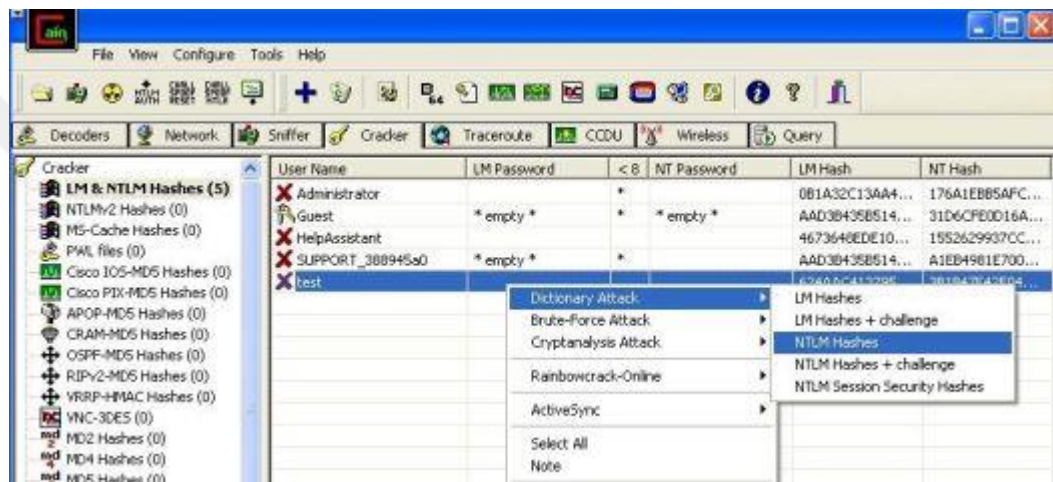 Cain
File View Configure Tools Help
Decoders Network Sniffer Cracker Traceroute CCDU Wireless Query
Cracker
LM & NTLM Hashes (5)
NTLMv2 Hashes (0)
MS-Cache Hashes (0)
PWL files (0)
Cisco IOS-MD5 Hashes (0)
Cisco PIX-MD5 Hashes (0)
APOP-MD5 Hashes (0)
CRAM-MD5 Hashes (0)
OSPF-MD5 Hashes (0)
RIPv2-MD5 Hashes (0)
VRRP-HMAC Hashes (0)
VNC-3DES (0)
MD2 Hashes (0)
MD4 Hashes (0)
MD5 Hashes (0)
User Name LM Password < 8 NT Password LM Hash NT Hash
Administrator * 0B1A32C13AA4... 176A1EBB5AFC...
Guest * empty * * * empty * AAD3B435B514... 31D6CFE0D16A...
HelpAssistant 4673648EDE10... 1552629937CC...
SUPPORT_388945a0 * empty * * AAD3B435B514... A1EB4981E700...
test
Dictionary Attack
Brute-Force Attack
Cryptanalysis Attack
Rainbowcrack-Online
ActiveSync
Select All
Note
LM Hashes
LM Hashes + challenge
NTLM Hashes
NTLM Hashes + challenge
NTLM Session Security Hashes